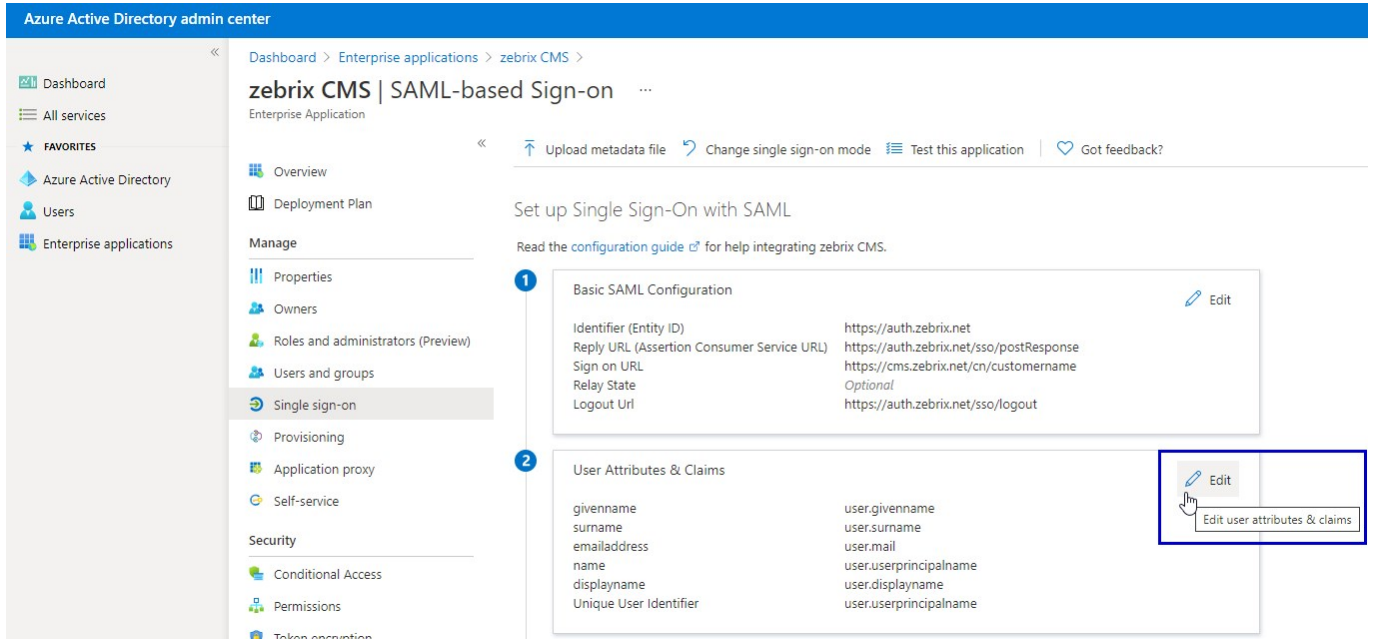 Azure Active Directory admin center
«
Dashboard
All services
FAVORITES
Azure Active Directory
Users
Enterprise applications
Dashboard > Enterprise applications > zebrix CMS >
zebrix CMS | SAML-based Sign-on ...
Enterprise Application
«
Overview
Deployment Plan
Manage
Properties
Owners
Roles and administrators (Preview)
Users and groups
Single sign-on
Provisioning
Application proxy
Self-service
Security
Conditional Access
Permissions
Token encryption
Upload metadata file Change single sign-on mode Test this application | Got feedback?
Set up Single Sign-On with SAML
Read the configuration guide for help integrating zebrix CMS.
1
Basic SAML Configuration
Edit
Identifier (Entity ID) https://auth.zebrix.net
Reply URL (Assertion Consumer Service URL) https://auth.zebrix.net/sso/postResponse
Sign on URL https://cms.zebrix.net/cn/customername
Relay State Optional
Logout Url https://auth.zebrix.net/sso/logout
2
User Attributes & Claims
Edit
Edit user attributes & claims
givenname user.givenname
surname user.surname
emailaddress user.mail
name user.userprincipalname
displayname user.displayname
Unique User Identifier user.userprincipalname